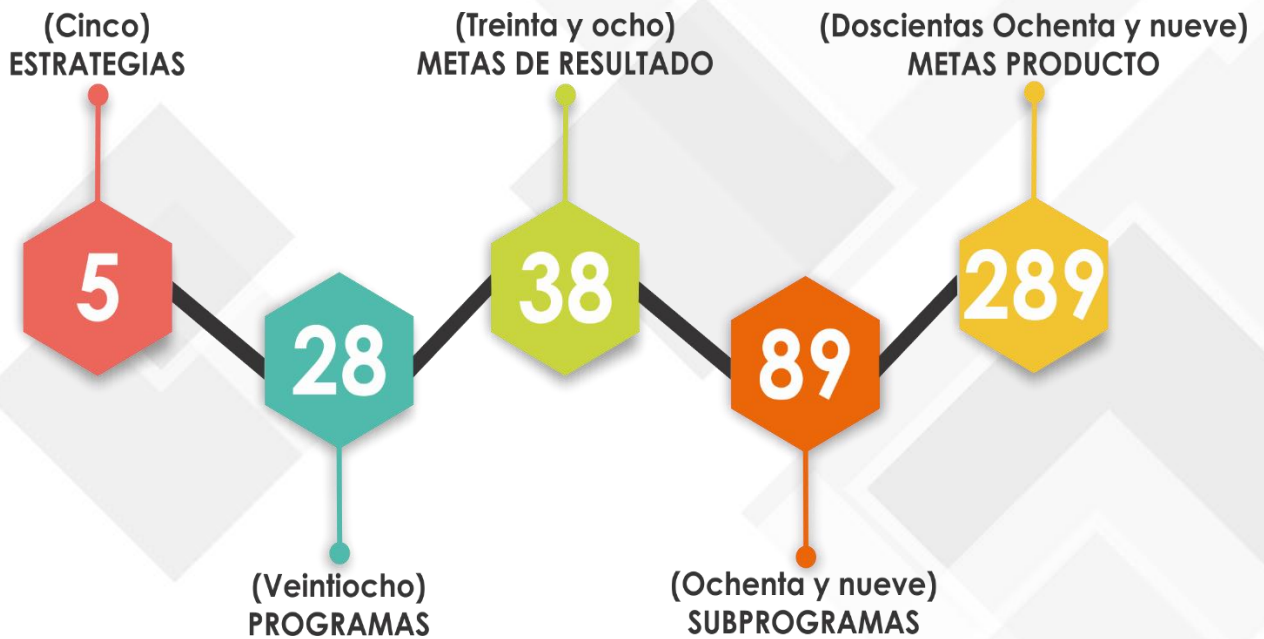 (Cinco)
ESTRATEGIAS
(Treinta y ocho)
METAS DE RESULTADO
(Doscientas Ochenta y nueve)
METAS PRODUCTO
5
28
38
89
289
(Veintiocho)
PROGRAMAS
(Ochenta y nueve)
SUBPROGRAMAS